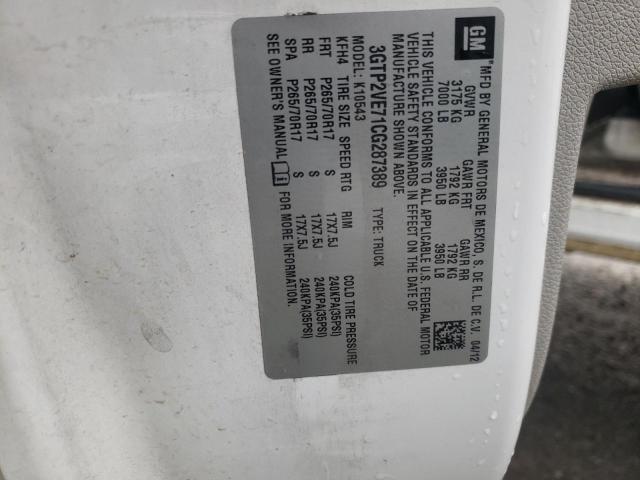 GM
MFD BY GENERAL MOTORS DE MEXICO, S. DE R.L. DE C.V. 04/12
GVWR GAWR FRT GAWR RR
3175 KG 1792 KG 1792 KG
7000 LB 3950 LB 3950 LB
THIS VEHICLE CONFORMS TO ALL APPLICABLE U.S. FEDERAL MOTOR
VEHICLE SAFETY STANDARDS IN EFFECT ON THE DATE OF
MANUFACTURE SHOWN ABOVE.
3GTP2VE71CG287389 TYPE: TRUCK
MODEL: K10543
KFH4 TIRE SIZE SPEED RTG RIM COLD TIRE PRESSURE
FRT P265/70R17 S 17X7.5J 240KPA(35PSI)
RR P265/70R17 S 17X7.5J 240KPA(35PSI)
SPA P265/70R17 S 17X7.5J 240KPA(35PSI)
SEE OWNER'S MANUAL FOR MORE INFORMATION.